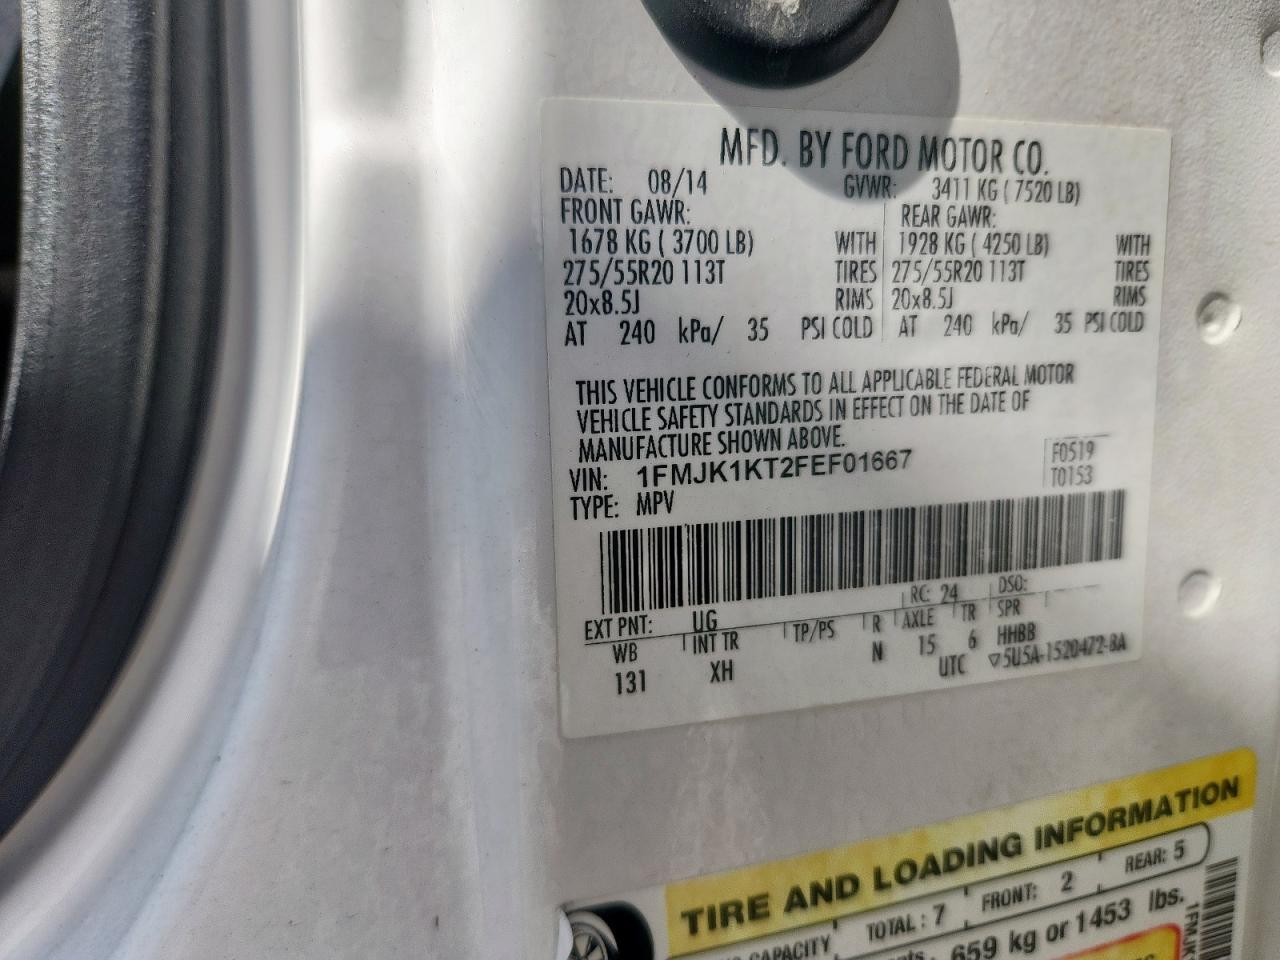 MFD. BY FORD MOTOR CO.
DATE: 08/14 GVWR: 3411 KG ( 7520 LB)
FRONT GAWR: REAR GAWR:
1678 KG ( 3700 LB) WITH 1928 KG ( 4250 LB) WITH
275/55R20 113T TIRES 275/55R20 113T TIRES
20x8.5J RIMS 20x8.5J RIMS
AT 240 kPa/ 35 PSI COLD AT 240 kPa/ 35 PSI COLD
THIS VEHICLE CONFORMS TO ALL APPLICABLE FEDERAL MOTOR
VEHICLE SAFETY STANDARDS IN EFFECT ON THE DATE OF
MANUFACTURE SHOWN ABOVE.
VIN: 1FMJK1KT2FEF01667 F0519
TYPE: MPV T0153
EXT PNT: UG RC: 24 DSO:
WB INT TR TP/PS R AXLE TR SPR
131 XH N 15 6 HHBB
UTC ▽5U5A-1520472-BA
TIRE AND LOADING INFORMATION
CAPACITY TOTAL: 7 FRONT: 2 REAR: 5
659 kg or 1453 lbs.